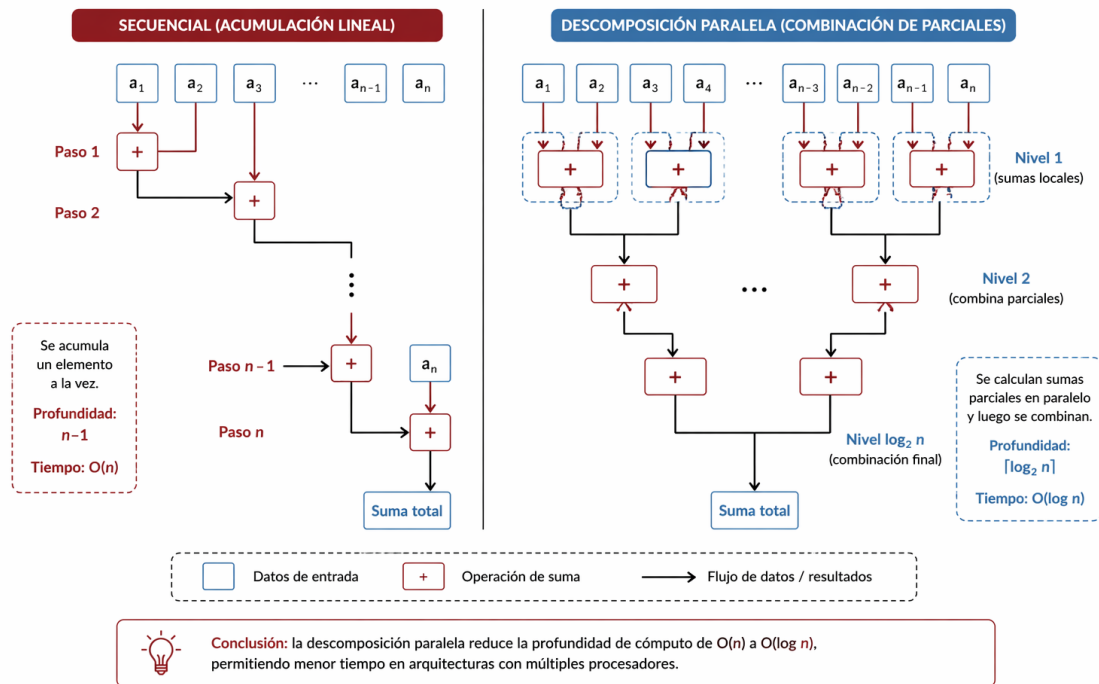 SECUENCIAL (ACUMULACIÓN LINEAL)
a₁ a₂ a₃ ... aₙ₋₁ aₙ
Paso 1
+
Paso 2
+
Paso n – 1
+
aₙ
Paso n
+
Suma total
Se acumula
un elemento
a la vez.
Profundidad:
n–1
Tiempo: O(n)
DESCOMPOSICIÓN PARALELA (COMBINACIÓN DE PARCIALES)
a₁ a₂ a₃ a₄ ... aₙ₋₃ aₙ₋₂ aₙ₋₁ aₙ
+ + + +
Nivel 1
(sumas locales)
+ ... +
Nivel 2
(combina parciales)
+ +
Nivel log₂ n
(combinación final)
Suma total
Se calculan sumas
parciales en paralelo
y luego se combinan.
Profundidad:
⌈log₂ n⌉
Tiempo: O(log n)
Datos de entrada
+ Operación de suma
Flujo de datos / resultados
Conclusión: la descomposición paralela reduce la profundidad de cómputo de O(n) a O(log n),
permitiendo menor tiempo en arquitecturas con múltiples procesadores.